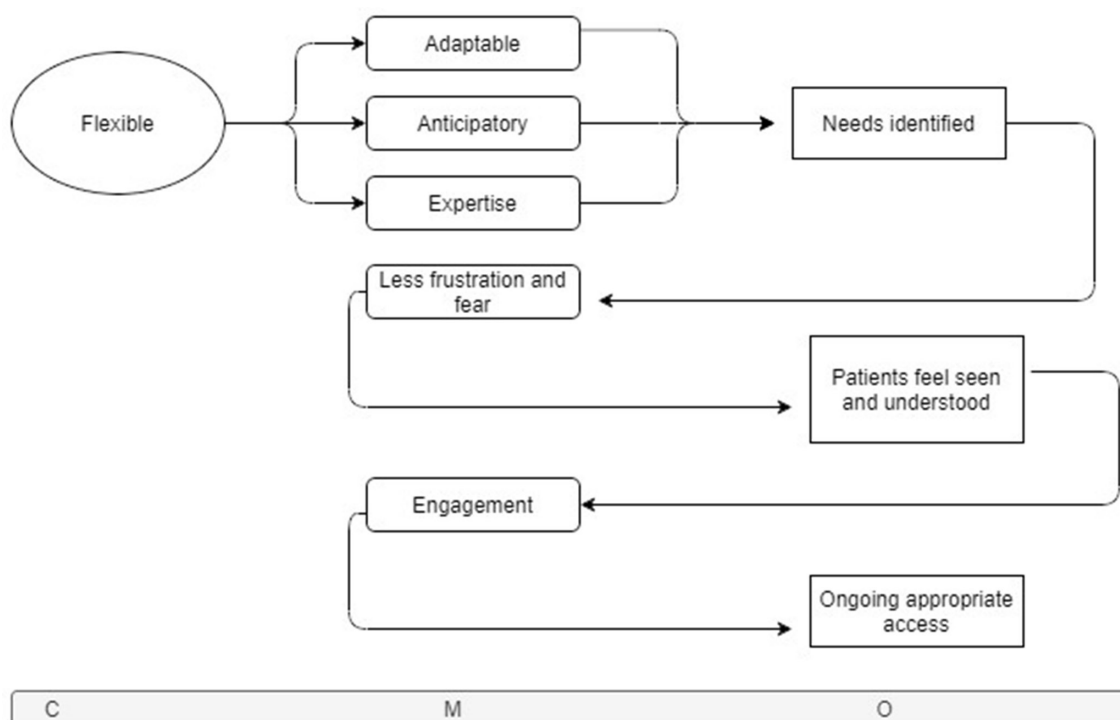 Adaptable
Flexible
Anticipatory
Needs identified
Expertise
Less frustration and
fear
Patients feel seen
and understood
Engagement
Ongoing appropriate
access
C
M
O